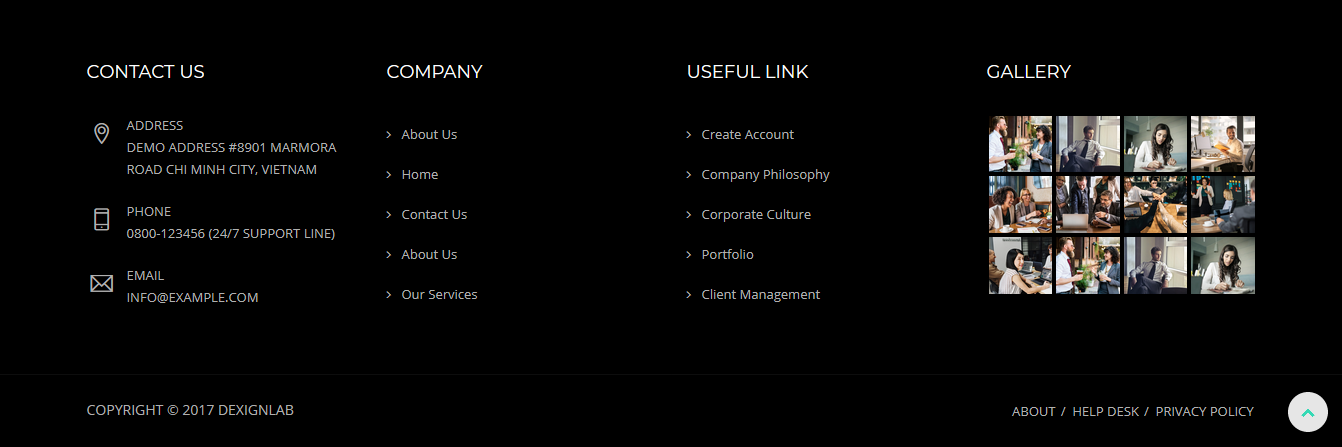 CONTACT US
ADDRESS
DEMO ADDRESS #8901 MARMORA
ROAD CHI MINH CITY, VIETNAM
PHONE
0800-123456 (24/7 SUPPORT LINE)
EMAIL
INFO@EXAMPLE.COM
COMPANY
About Us
Home
Contact Us
About Us
Our Services
USEFUL LINK
Create Account
Company Philosophy
Corporate Culture
Portfolio
Client Management
GALLERY
COPYRIGHT © 2017 DEXIGNLAB
ABOUT / HELP DESK / PRIVACY POLICY